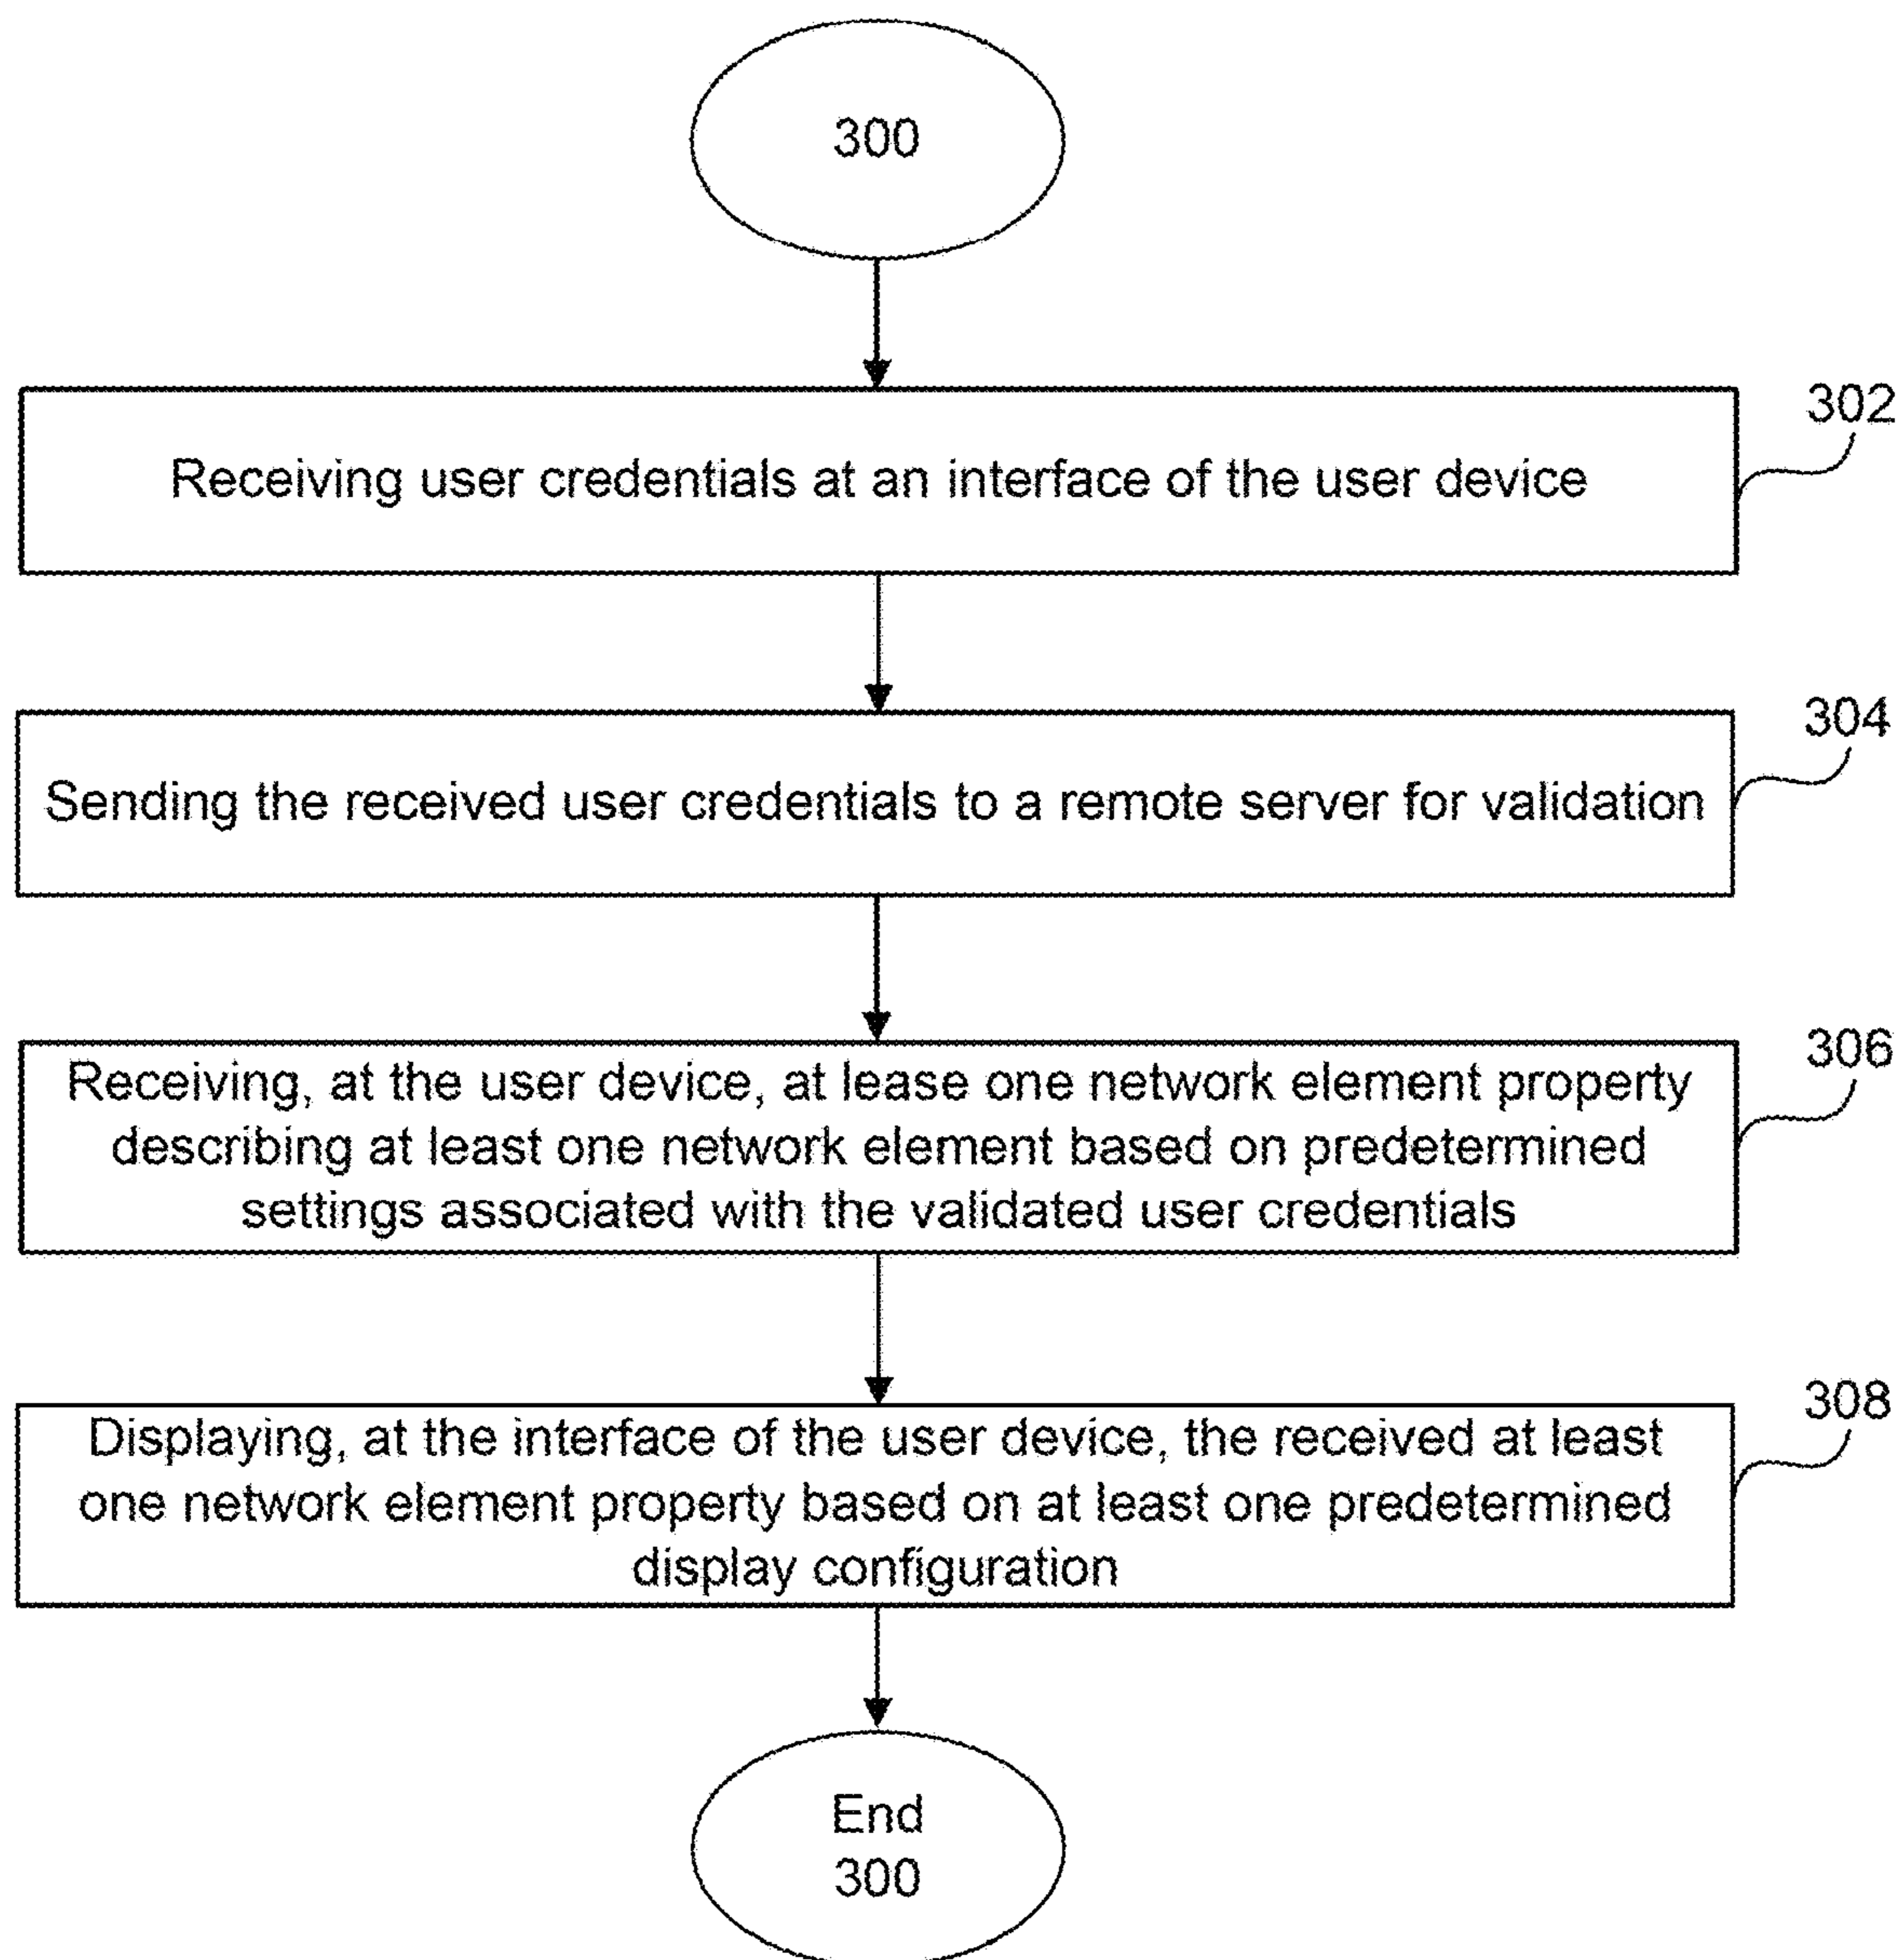 300
302
Receiving user credentials at an interface of the user device
304
Sending the received user credentials to a remote server for validation
306
Receiving, at the user device, at lease one network element property
describing at least one network element based on predetermined
settings associated with the validated user credentials
308
Displaying, at the interface of the user device, the received at least
one network element property based on at least one predetermined
display configuration
End
300